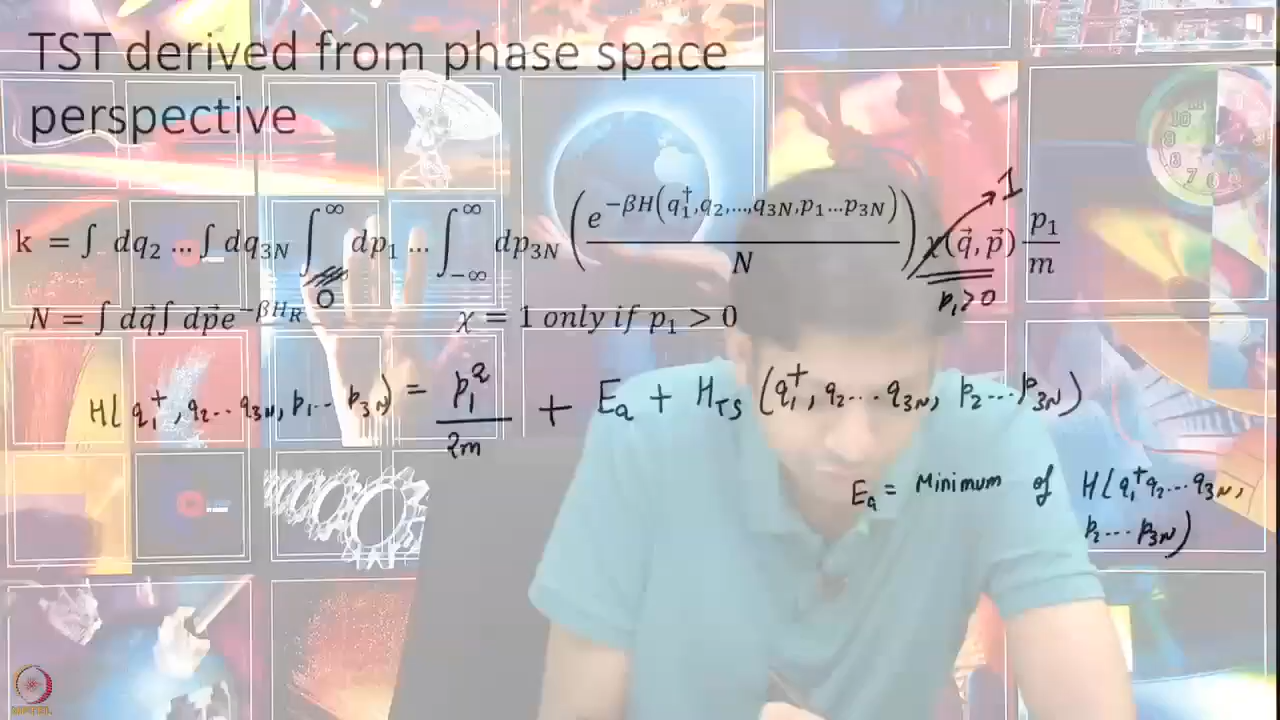 TST derived from phase space
perspective
k = ∫ dq₂ … ∫ dq₃N ∫₀^∞ dp₁ … ∫₋∞^∞ dp₃N (e^(−βH(q₁†,q₂,…,q₃N,p₁…p₃N)) / N) χ(q⃗, p⃗) p₁/m
1
p₁ > 0
N = ∫ dq⃗ ∫ dp⃗ e^(−βH_R) χ = 1 only if p₁ > 0
H(q₁†, q₂…q₃N, p₁…p₃N) = p₁²/2m + Eₐ + H_TS (q₁†, q₂…q₃N, p₂…p₃N)
Eₐ = Minimum of H(q₁† q₂…q₃N,
p₂…p₃N)